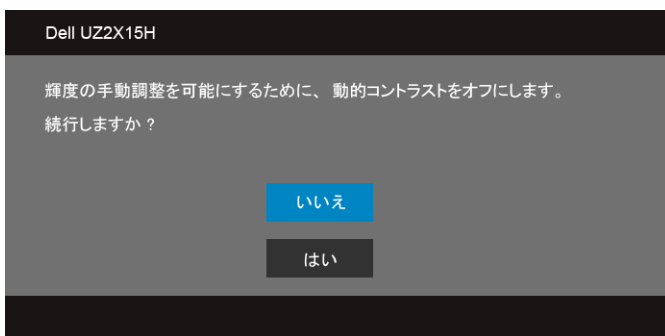 Dell UZ2X15H
輝度の手動調整を可能にするために、動的コントラストをオフにします。
続行しますか？
いいえ
はい